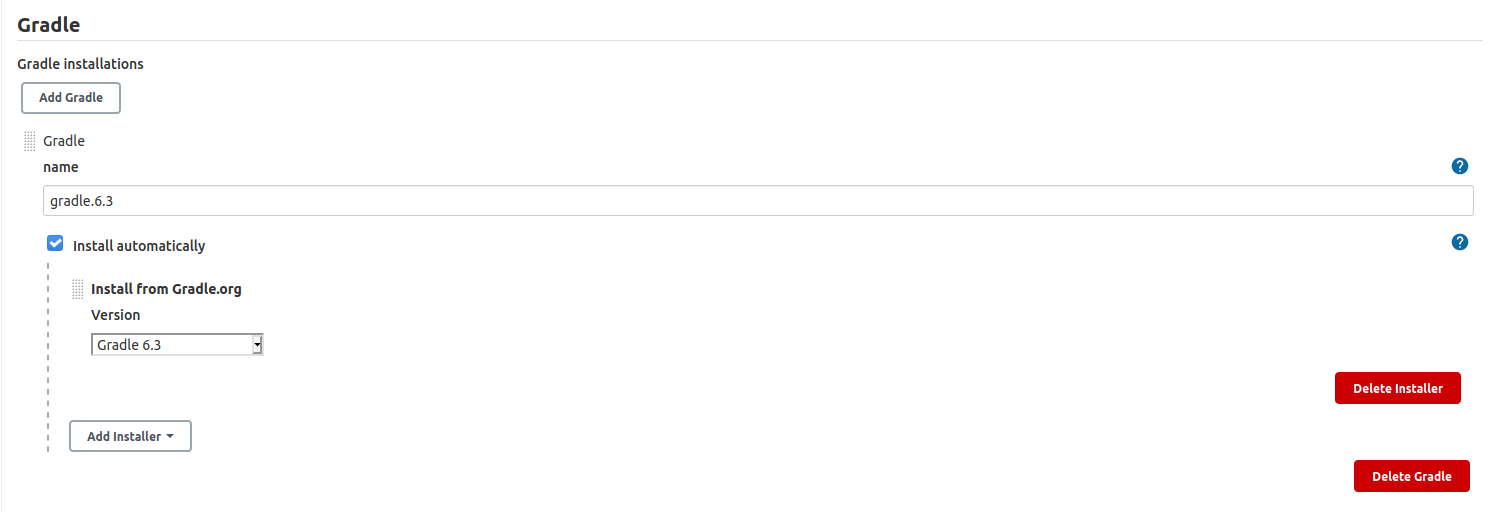 Gradle
Gradle installations
Add Gradle
Gradle
name
?
gradle.6.3
Install automatically
?
Install from Gradle.org
Version
Gradle 6.3
Delete Installer
Add Installer
Delete Gradle